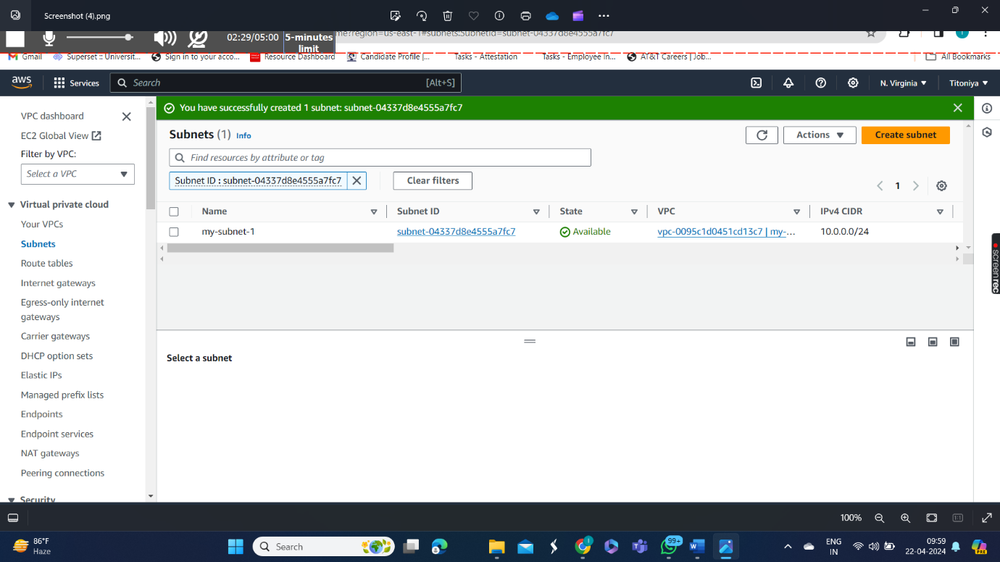 Screenshot (4).png
02:29/05:00
5-minutes
limit
me?region=us-east-1#subnets:SubnetId=subnet-04337d8e4555a7fc7
Gmail
Superset :: Universit...
Sign in to your acco...
Resource Dashboard
Candidate Profile |...
Tasks - Attestation
Tasks - Employee In...
AT&T Careers | Job...
All Bookmarks
aws
Services
Search
[Alt+S]
N. Virginia
Titoniya
VPC dashboard
EC2 Global View
Filter by VPC:
Select a VPC
Virtual private cloud
Your VPCs
Subnets
Route tables
Internet gateways
Egress-only internet
gateways
Carrier gateways
DHCP option sets
Elastic IPs
Managed prefix lists
Endpoints
Endpoint services
NAT gateways
Peering connections
Security
You have successfully created 1 subnet: subnet-04337d8e4555a7fc7
Subnets (1) Info
Actions
Create subnet
Find resources by attribute or tag
Subnet ID : subnet-04337d8e4555a7fc7
Clear filters
1
Name Subnet ID State VPC IPv4 CIDR
my-subnet-1 subnet-04337d8e4555a7fc7 Available vpc-0095c1d0451cd13c7 | my-... 10.0.0.0/24
Select a subnet
screenrec
100%
1:1
86°F
Haze
Search
99+
ENG
IN
09:59
22-04-2024
PRE